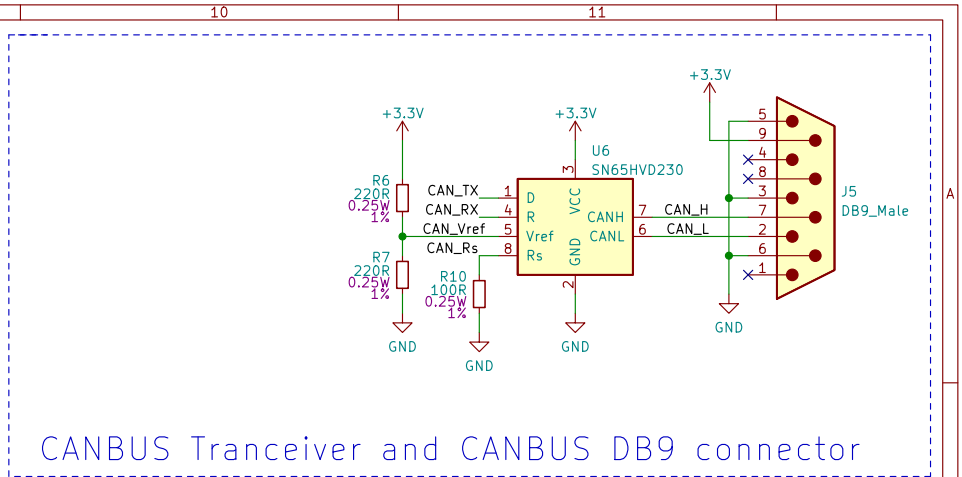 10
11
A
+3.3V
+3.3V
+3.3V
U6
SN65HVD230
R6
220R
0.25W
1%
R7
220R
0.25W
1%
R10
100R
0.25W
1%
CAN_TX
CAN_RX
CAN_Vref
CAN_Rs
1
4
5
8
D
R
Vref
Rs
3
VCC
GND
2
CANH
CANL
7
6
CAN_H
CAN_L
5
9
4
8
3
7
2
6
1
J5
DB9_Male
GND
GND
GND
GND
CANBUS Tranceiver and CANBUS DB9 connector